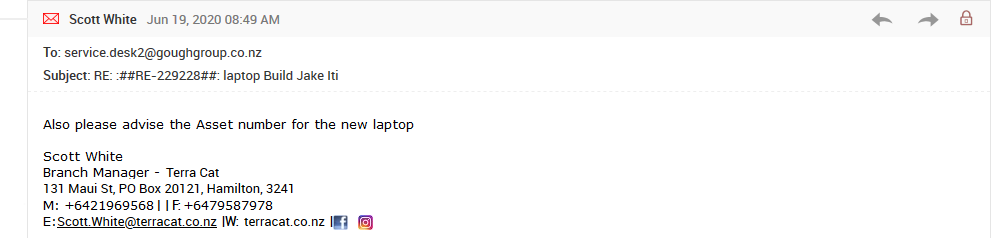 Scott White Jun 19, 2020 08:49 AM
To: service.desk2@goughgroup.co.nz
Subject: RE: :##RE-229228##: laptop Build Jake Iti
Also please advise the Asset number for the new laptop
Scott White
Branch Manager - Terra Cat
131 Maui St, PO Box 20121, Hamilton, 3241
M: +6421969568 | | F: +6479587978
E:Scott.White@terracat.co.nz |W: terracat.co.nz |